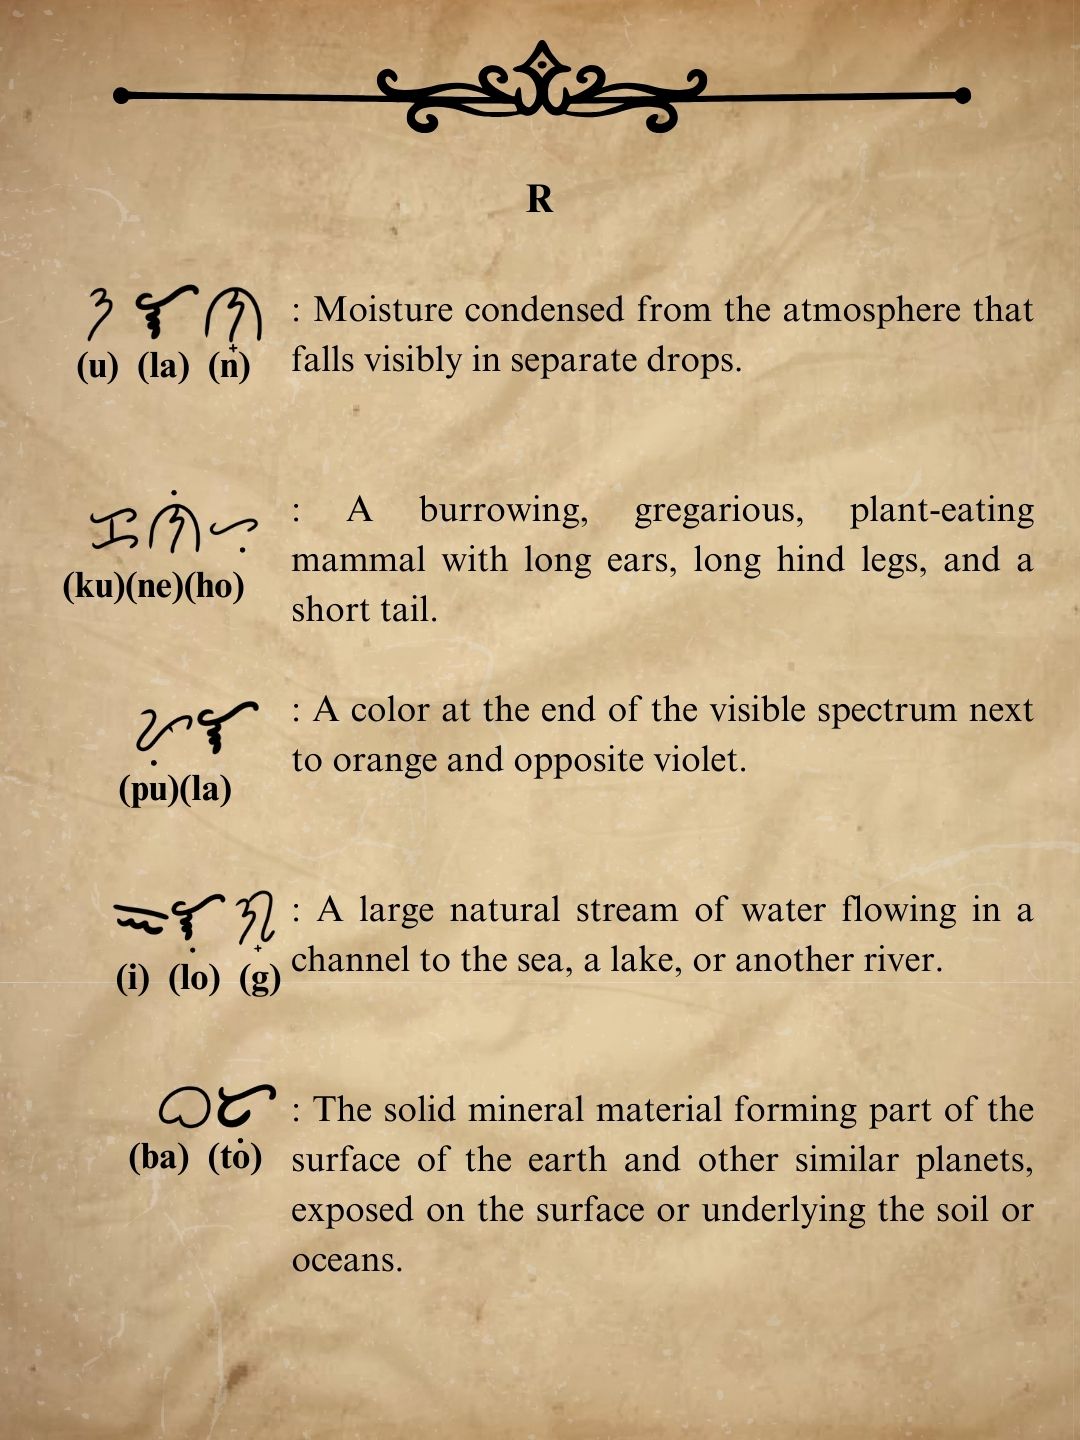 R
ᜂ ᜎ ᜈ᜔
(u) (la) (n)
: Moisture condensed from the atmosphere that
falls visibly in separate drops.
ᜃᜈᜒᜑᜓ
(ku)(ne)(ho)
: A burrowing, gregarious, plant-eating
mammal with long ears, long hind legs, and a
short tail.
ᜉᜓᜎ
(pu)(la)
: A color at the end of the visible spectrum next
to orange and opposite violet.
ᜁᜎᜓ ᜄ᜔
(i) (lo) (g)
: A large natural stream of water flowing in a
channel to the sea, a lake, or another river.
ᜊᜆᜓ
(ba) (to)
: The solid mineral material forming part of the
surface of the earth and other similar planets,
exposed on the surface or underlying the soil or
oceans.